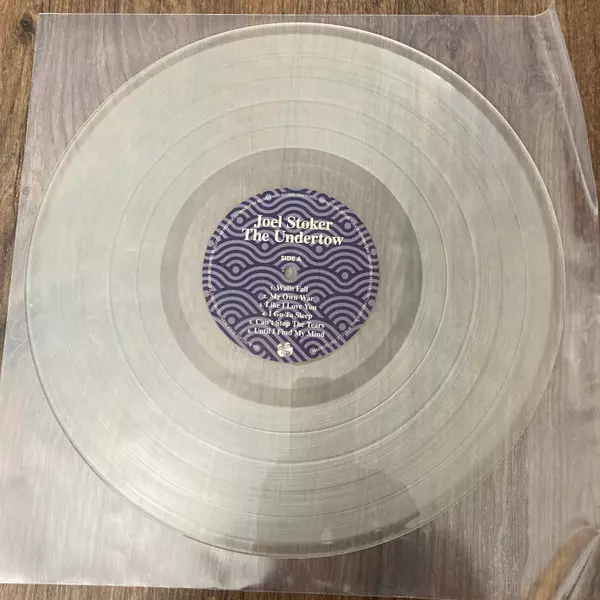 Joel Stoker
The Undertow
SIDE A
1. Walls Fall
2. My Own War
3. Like I Love You
4. I Go To Sleep
5. Can't Stop The Tears
6. Until I Find My Mind